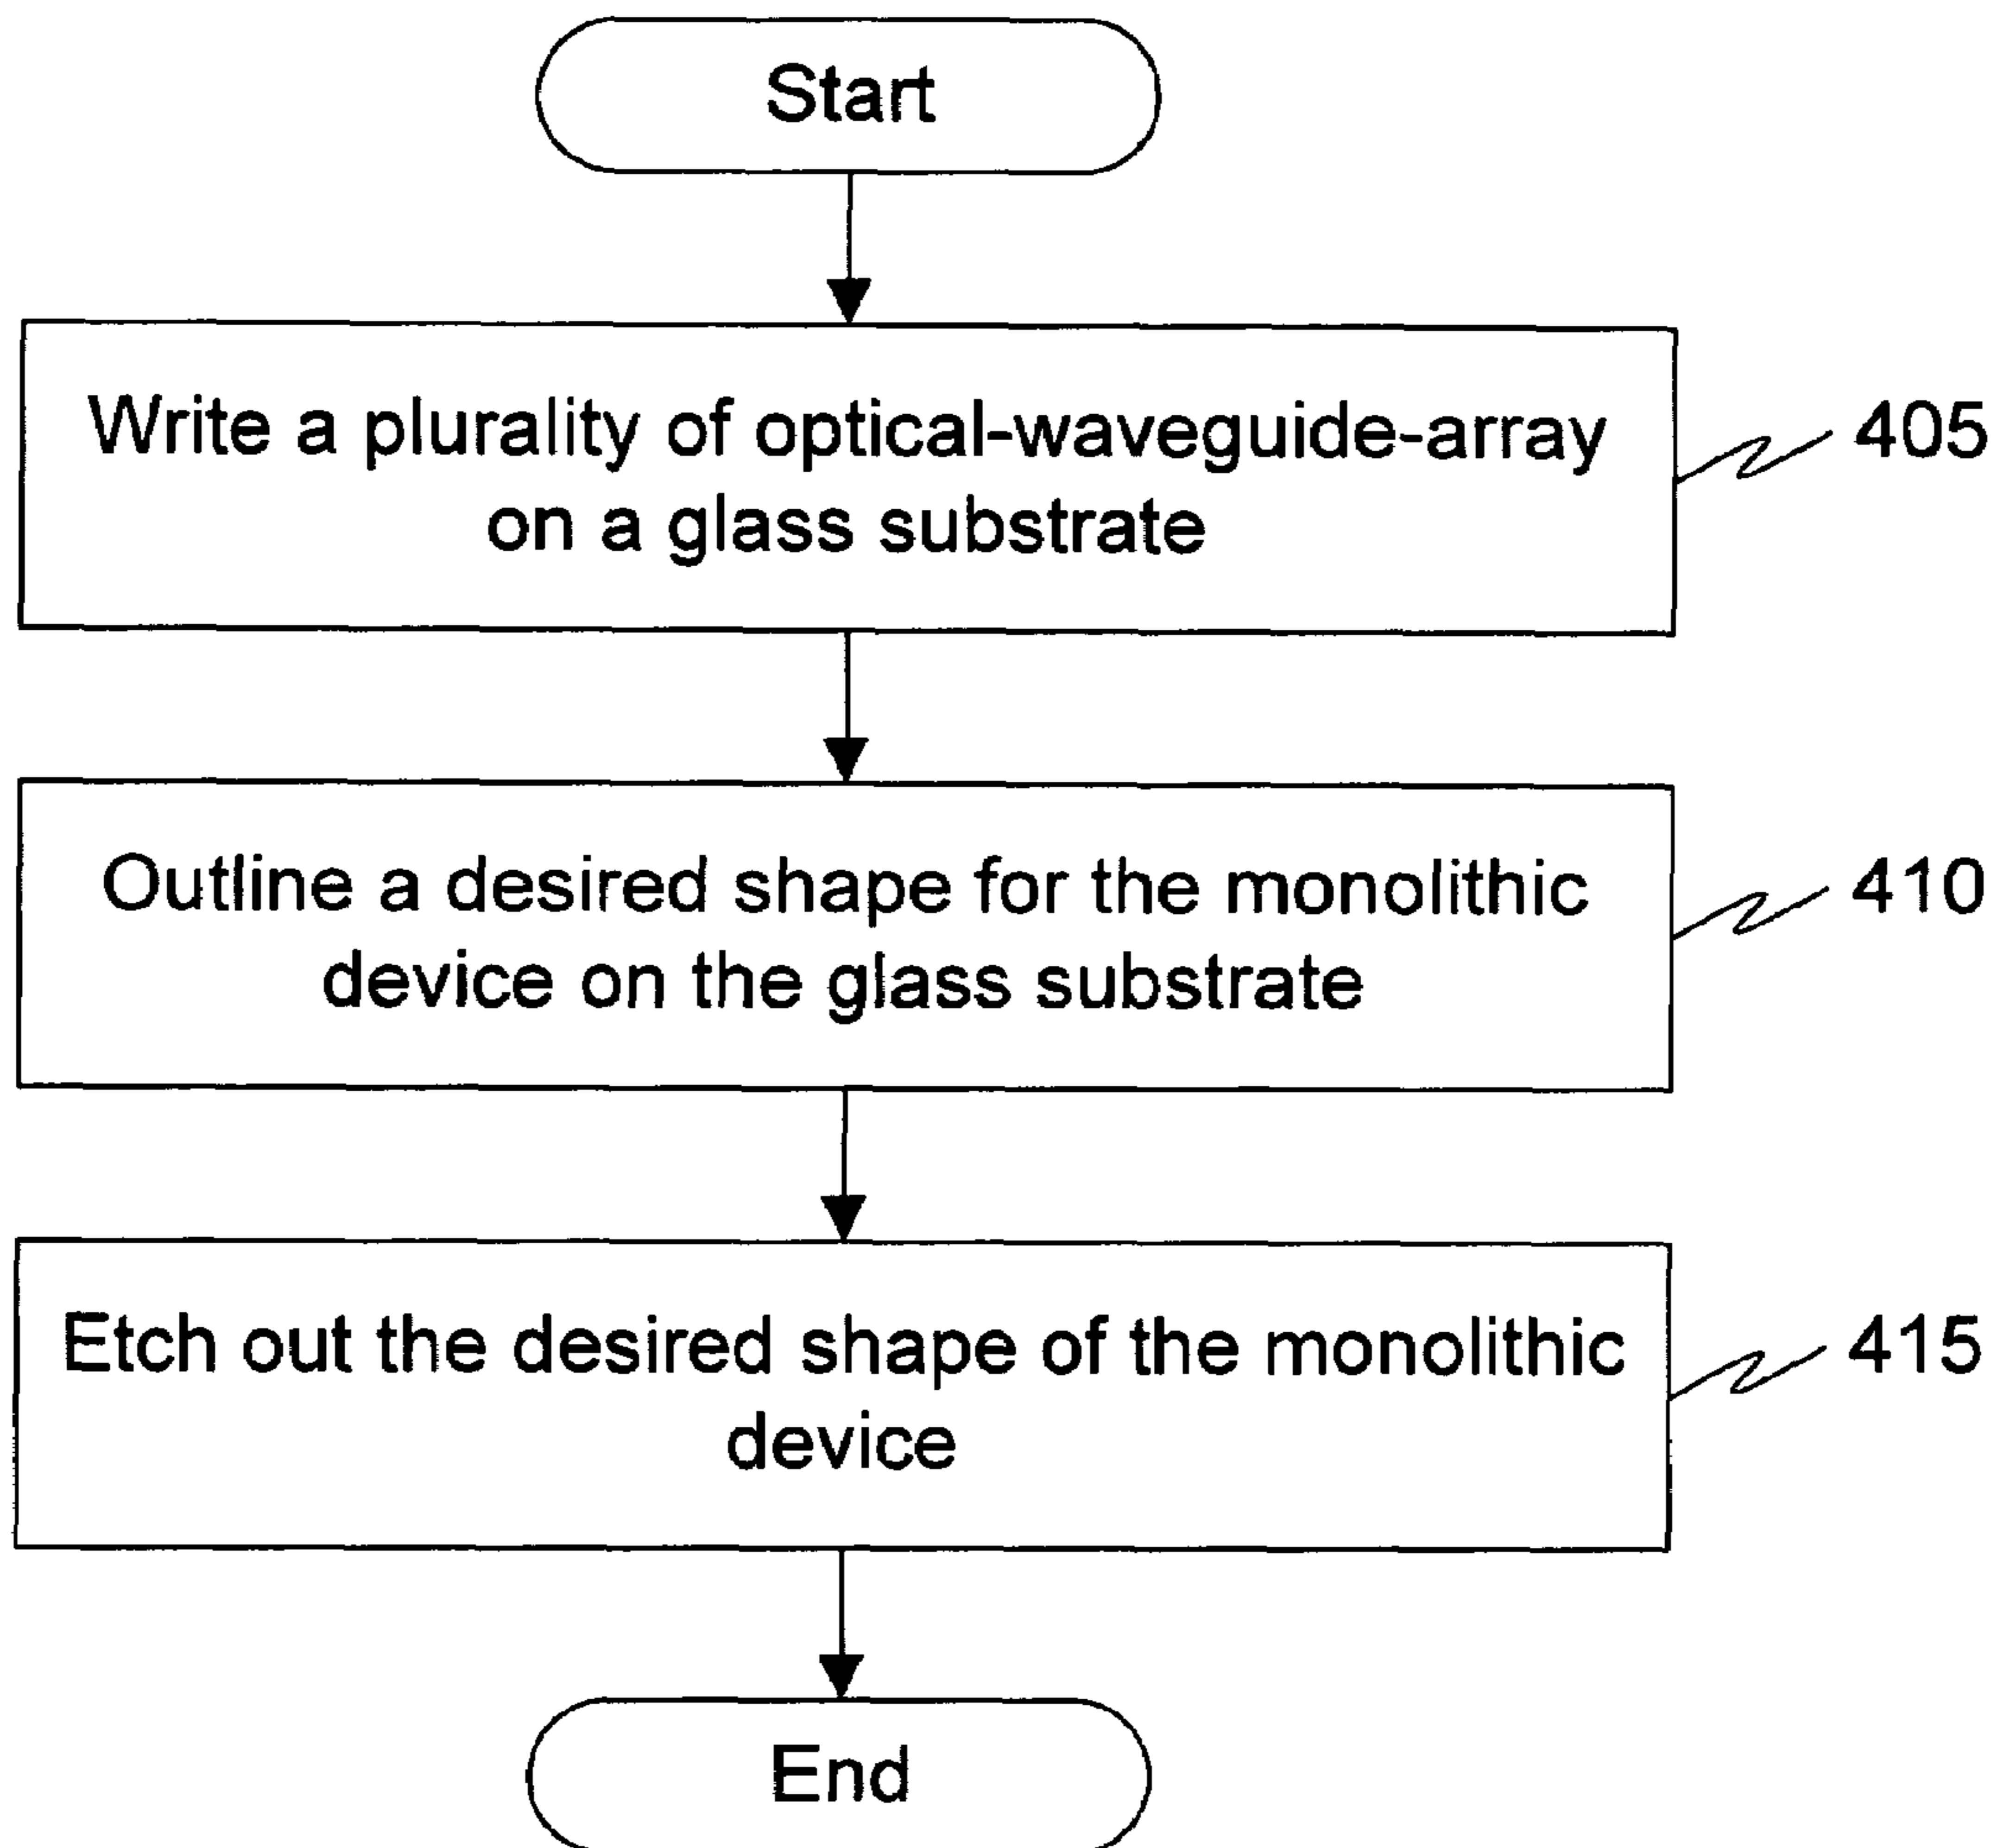 Start
Write a plurality of optical-waveguide-array
on a glass substrate
405
Outline a desired shape for the monolithic
device on the glass substrate
410
Etch out the desired shape of the monolithic
device
415
End